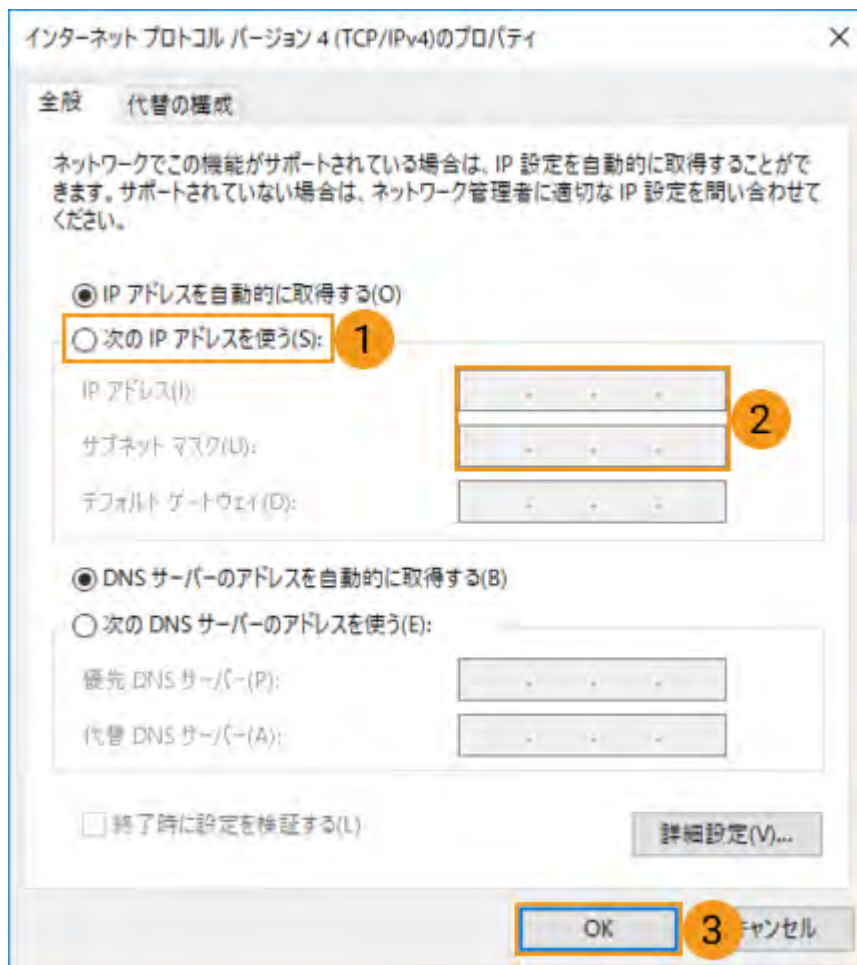 インターネット プロトコル バージョン 4 (TCP/IPv4)のプロパティ
全般 代替の構成
ネットワークでこの機能がサポートされている場合は、IP 設定を自動的に取得することがで
きます。サポートされていない場合は、ネットワーク管理者に適切な IP 設定を問い合わせて
ください。
IP アドレスを自動的に取得する(O)
次の IP アドレスを使う(S): 1
IP アドレス(I):
2
サブネット マスク(U):
デフォルト ゲートウェイ(D):
DNS サーバーのアドレスを自動的に取得する(B)
次の DNS サーバーのアドレスを使う(E):
優先 DNS サーバー(P):
代替 DNS サーバー(A):
終了時に設定を検証する(L)
詳細設定(V)...
OK 3 キャンセル